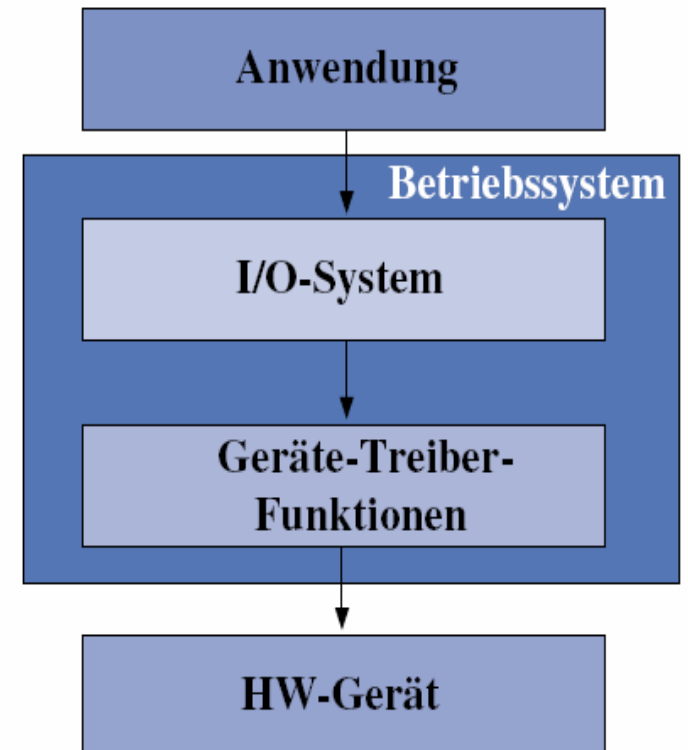 Anwendung
Betriebssystem
I/O-System
Geräte-Treiber-
Funktionen
HW-Gerät